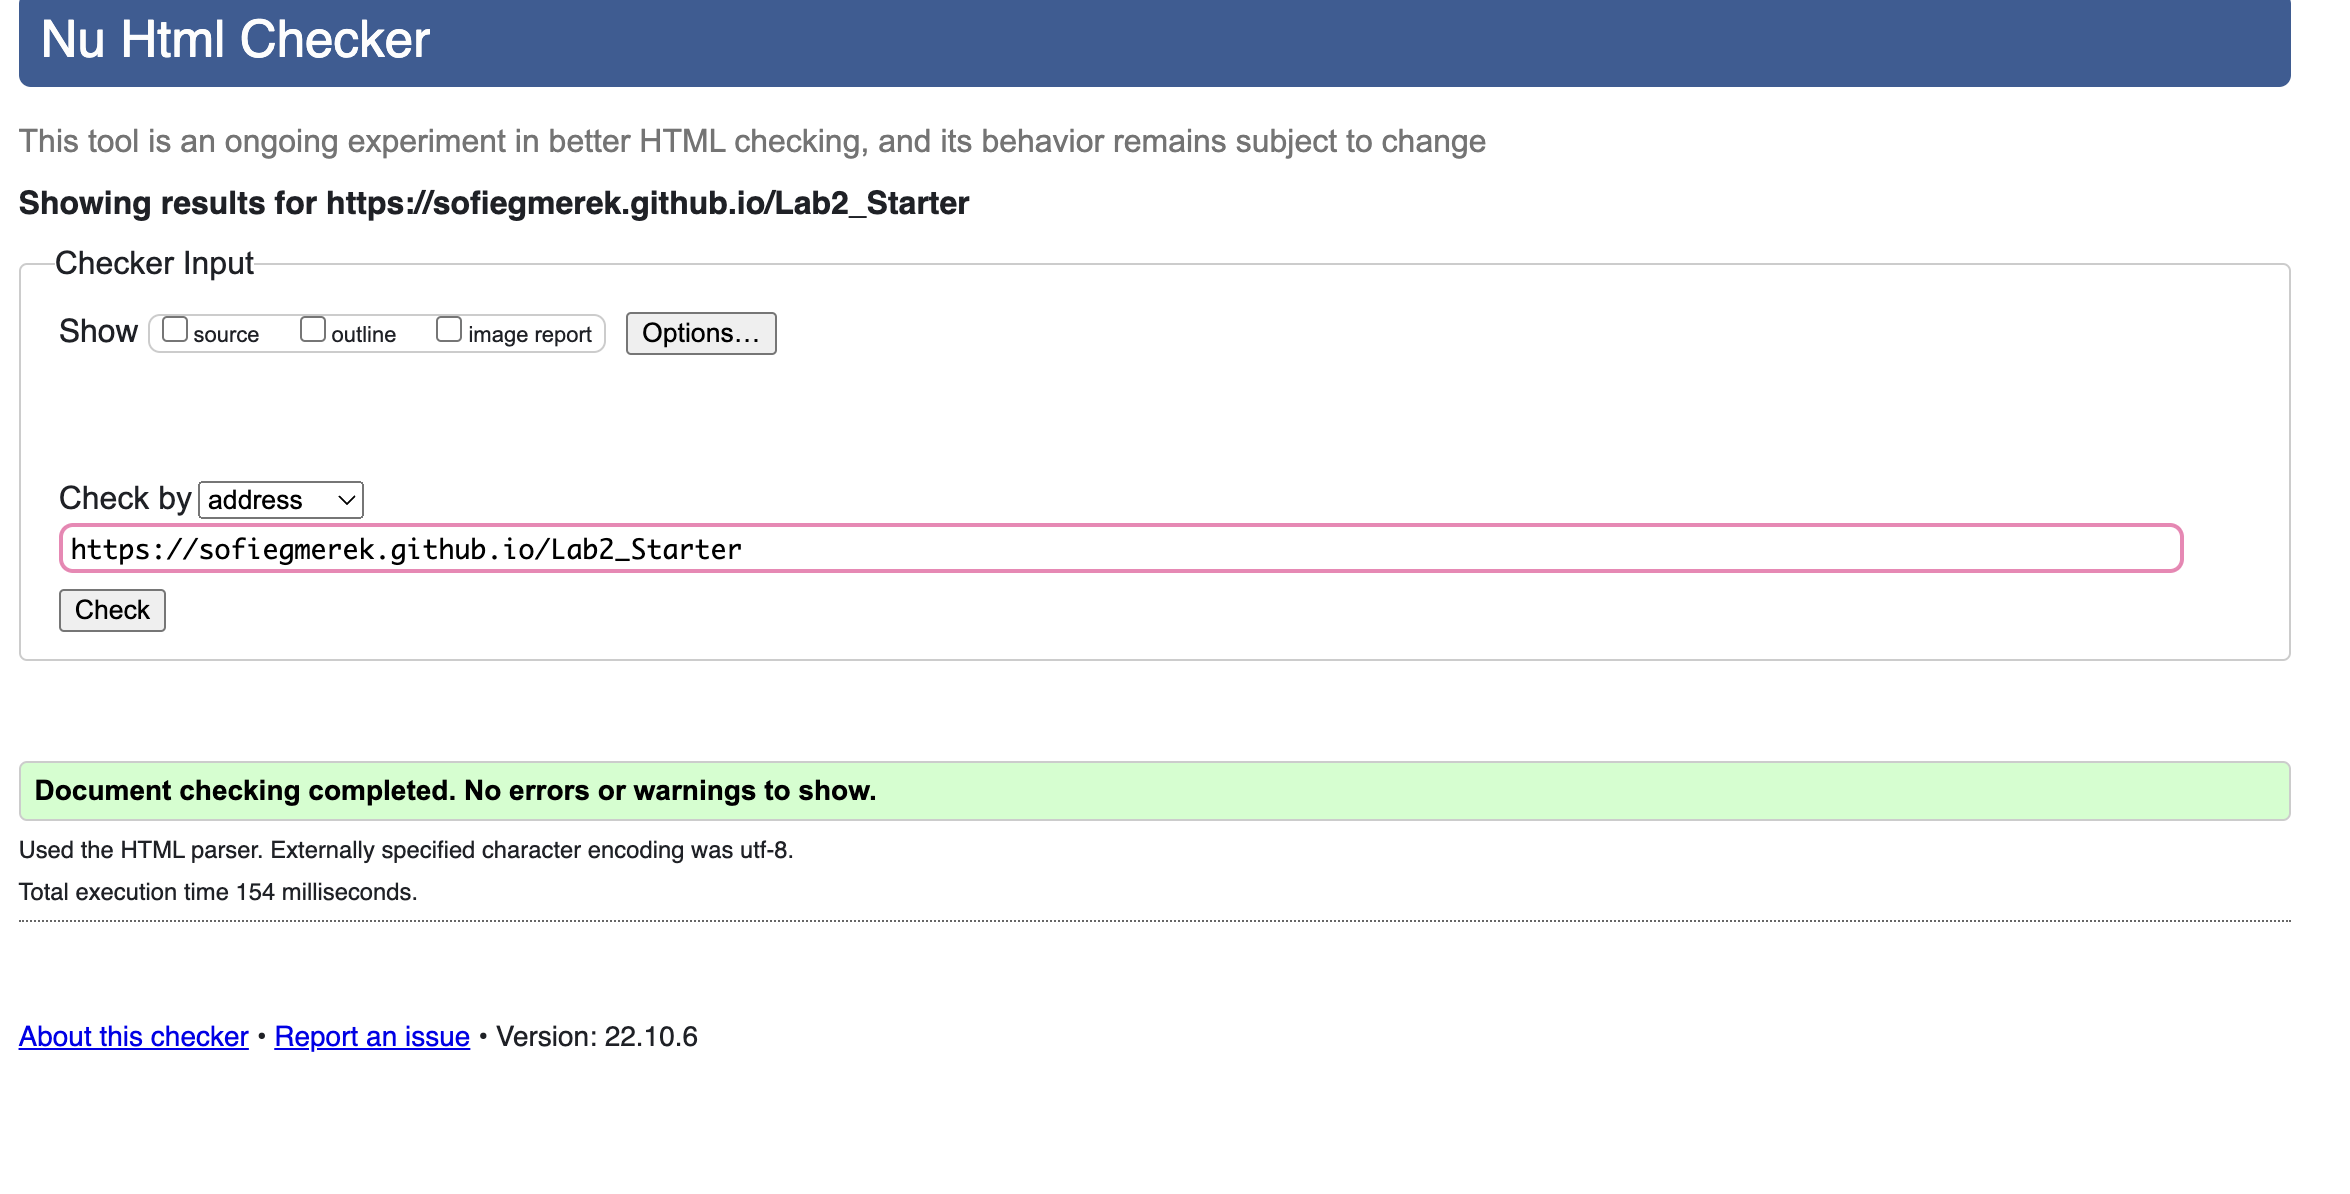 Nu Html Checker
This tool is an ongoing experiment in better HTML checking, and its behavior remains subject to change
Showing results for https://sofiegmerek.github.io/Lab2_Starter
Checker Input
Show source outline image report Options…
Check by address
https://sofiegmerek.github.io/Lab2_Starter
Check
Document checking completed. No errors or warnings to show.
Used the HTML parser. Externally specified character encoding was utf-8.
Total execution time 154 milliseconds.
About this checker • Report an issue • Version: 22.10.6